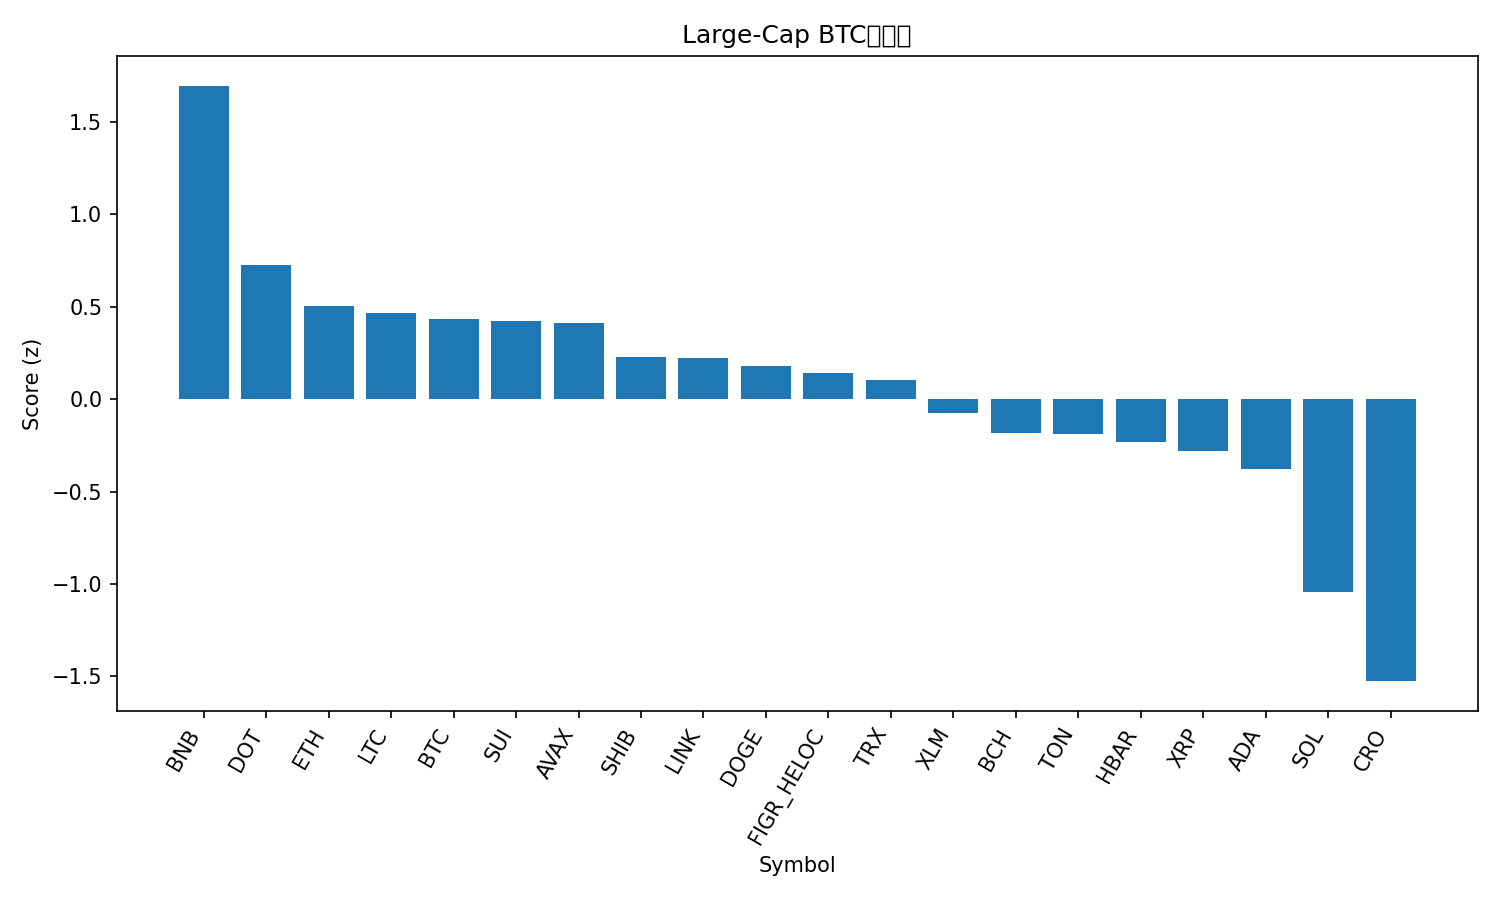 Large-Cap BTC
Score (z)
1.5
1.0
0.5
0.0
−0.5
−1.0
−1.5
BNB
DOT
ETH
LTC
BTC
SUI
AVAX
SHIB
LINK
DOGE
FIGR_HELOC
TRX
XLM
BCH
TON
HBAR
XRP
ADA
SOL
CRO
Symbol